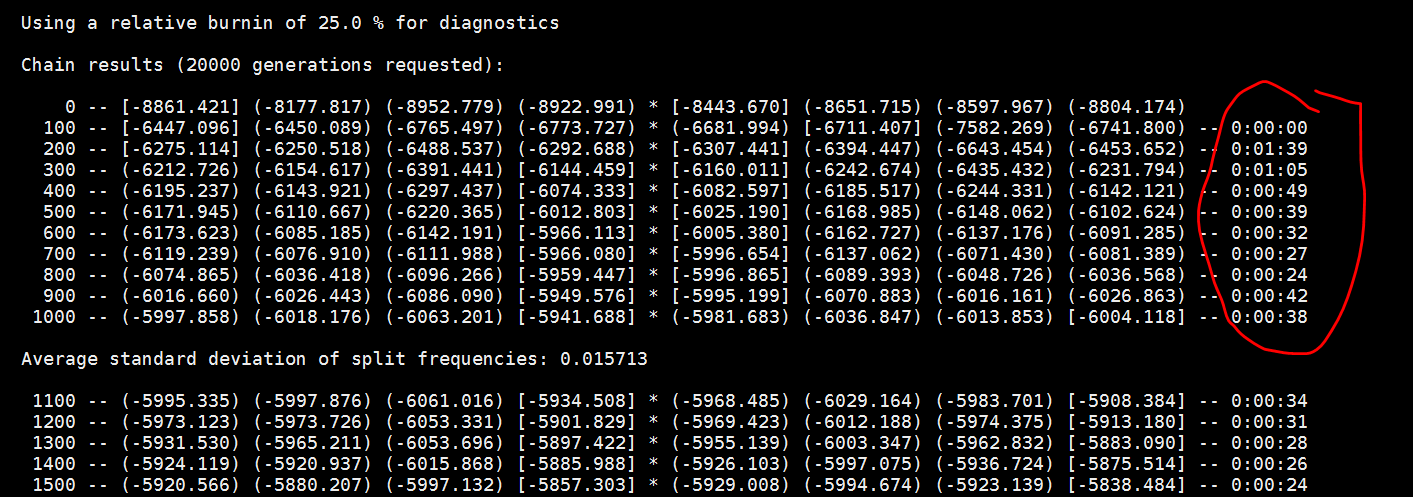 Using a relative burnin of 25.0 % for diagnostics
Chain results (20000 generations requested):
0 -- [-8861.421] (-8177.817) (-8952.779) (-8922.991) * [-8443.670] (-8651.715) (-8597.967) (-8804.174)
100 -- [-6447.096] (-6450.089) (-6765.497) (-6773.727) * (-6681.994) [-6711.407] (-7582.269) (-6741.800) -- 0:00:00
200 -- [-6275.114] (-6250.518) (-6488.537) (-6292.688) * [-6307.441] (-6394.447) (-6643.454) (-6453.652) -- 0:01:39
300 -- (-6212.726) (-6154.617) (-6391.441) [-6144.459] * [-6160.011] (-6242.674) (-6435.432) (-6231.794) -- 0:01:05
400 -- (-6195.237) (-6143.921) (-6297.437) [-6074.333] * [-6082.597] (-6185.517) (-6244.331) (-6142.121) -- 0:00:49
500 -- (-6171.945) (-6110.667) (-6220.365) [-6012.803] * [-6025.190] (-6168.985) (-6148.062) (-6102.624) -- 0:00:39
600 -- (-6173.623) (-6085.185) (-6142.191) [-5966.113] * [-6005.380] (-6162.727) (-6137.176) (-6091.285) -- 0:00:32
700 -- (-6119.239) (-6076.910) (-6111.988) [-5966.080] * [-5996.654] (-6137.062) (-6071.430) (-6081.389) -- 0:00:27
800 -- (-6074.865) (-6036.418) (-6096.266) [-5959.447] * [-5996.865] (-6089.393) (-6048.726) (-6036.568) -- 0:00:24
900 -- (-6016.660) (-6026.443) (-6086.090) [-5949.576] * [-5995.199] (-6070.883) (-6016.161) (-6026.863) -- 0:00:42
1000 -- (-5997.858) (-6018.176) (-6063.201) [-5941.688] * (-5981.683) (-6036.847) (-6013.853) [-6004.118] -- 0:00:38
Average standard deviation of split frequencies: 0.015713
1100 -- (-5995.335) (-5997.876) (-6061.016) [-5934.508] * (-5968.485) (-6029.164) (-5983.701) [-5908.384] -- 0:00:34
1200 -- (-5973.123) (-5973.726) (-6053.331) [-5901.829] * (-5969.423) (-6012.188) (-5974.375) [-5913.180] -- 0:00:31
1300 -- (-5931.530) (-5965.211) (-6053.696) [-5897.422] * (-5955.139) (-6003.347) (-5962.832) [-5883.090] -- 0:00:28
1400 -- (-5924.119) (-5920.937) (-6015.868) [-5885.988] * (-5926.103) (-5997.075) (-5936.724) [-5875.514] -- 0:00:26
1500 -- (-5920.566) (-5880.207) (-5997.132) [-5857.303] * (-5929.008) (-5994.674) (-5923.139) [-5838.484] -- 0:00:24